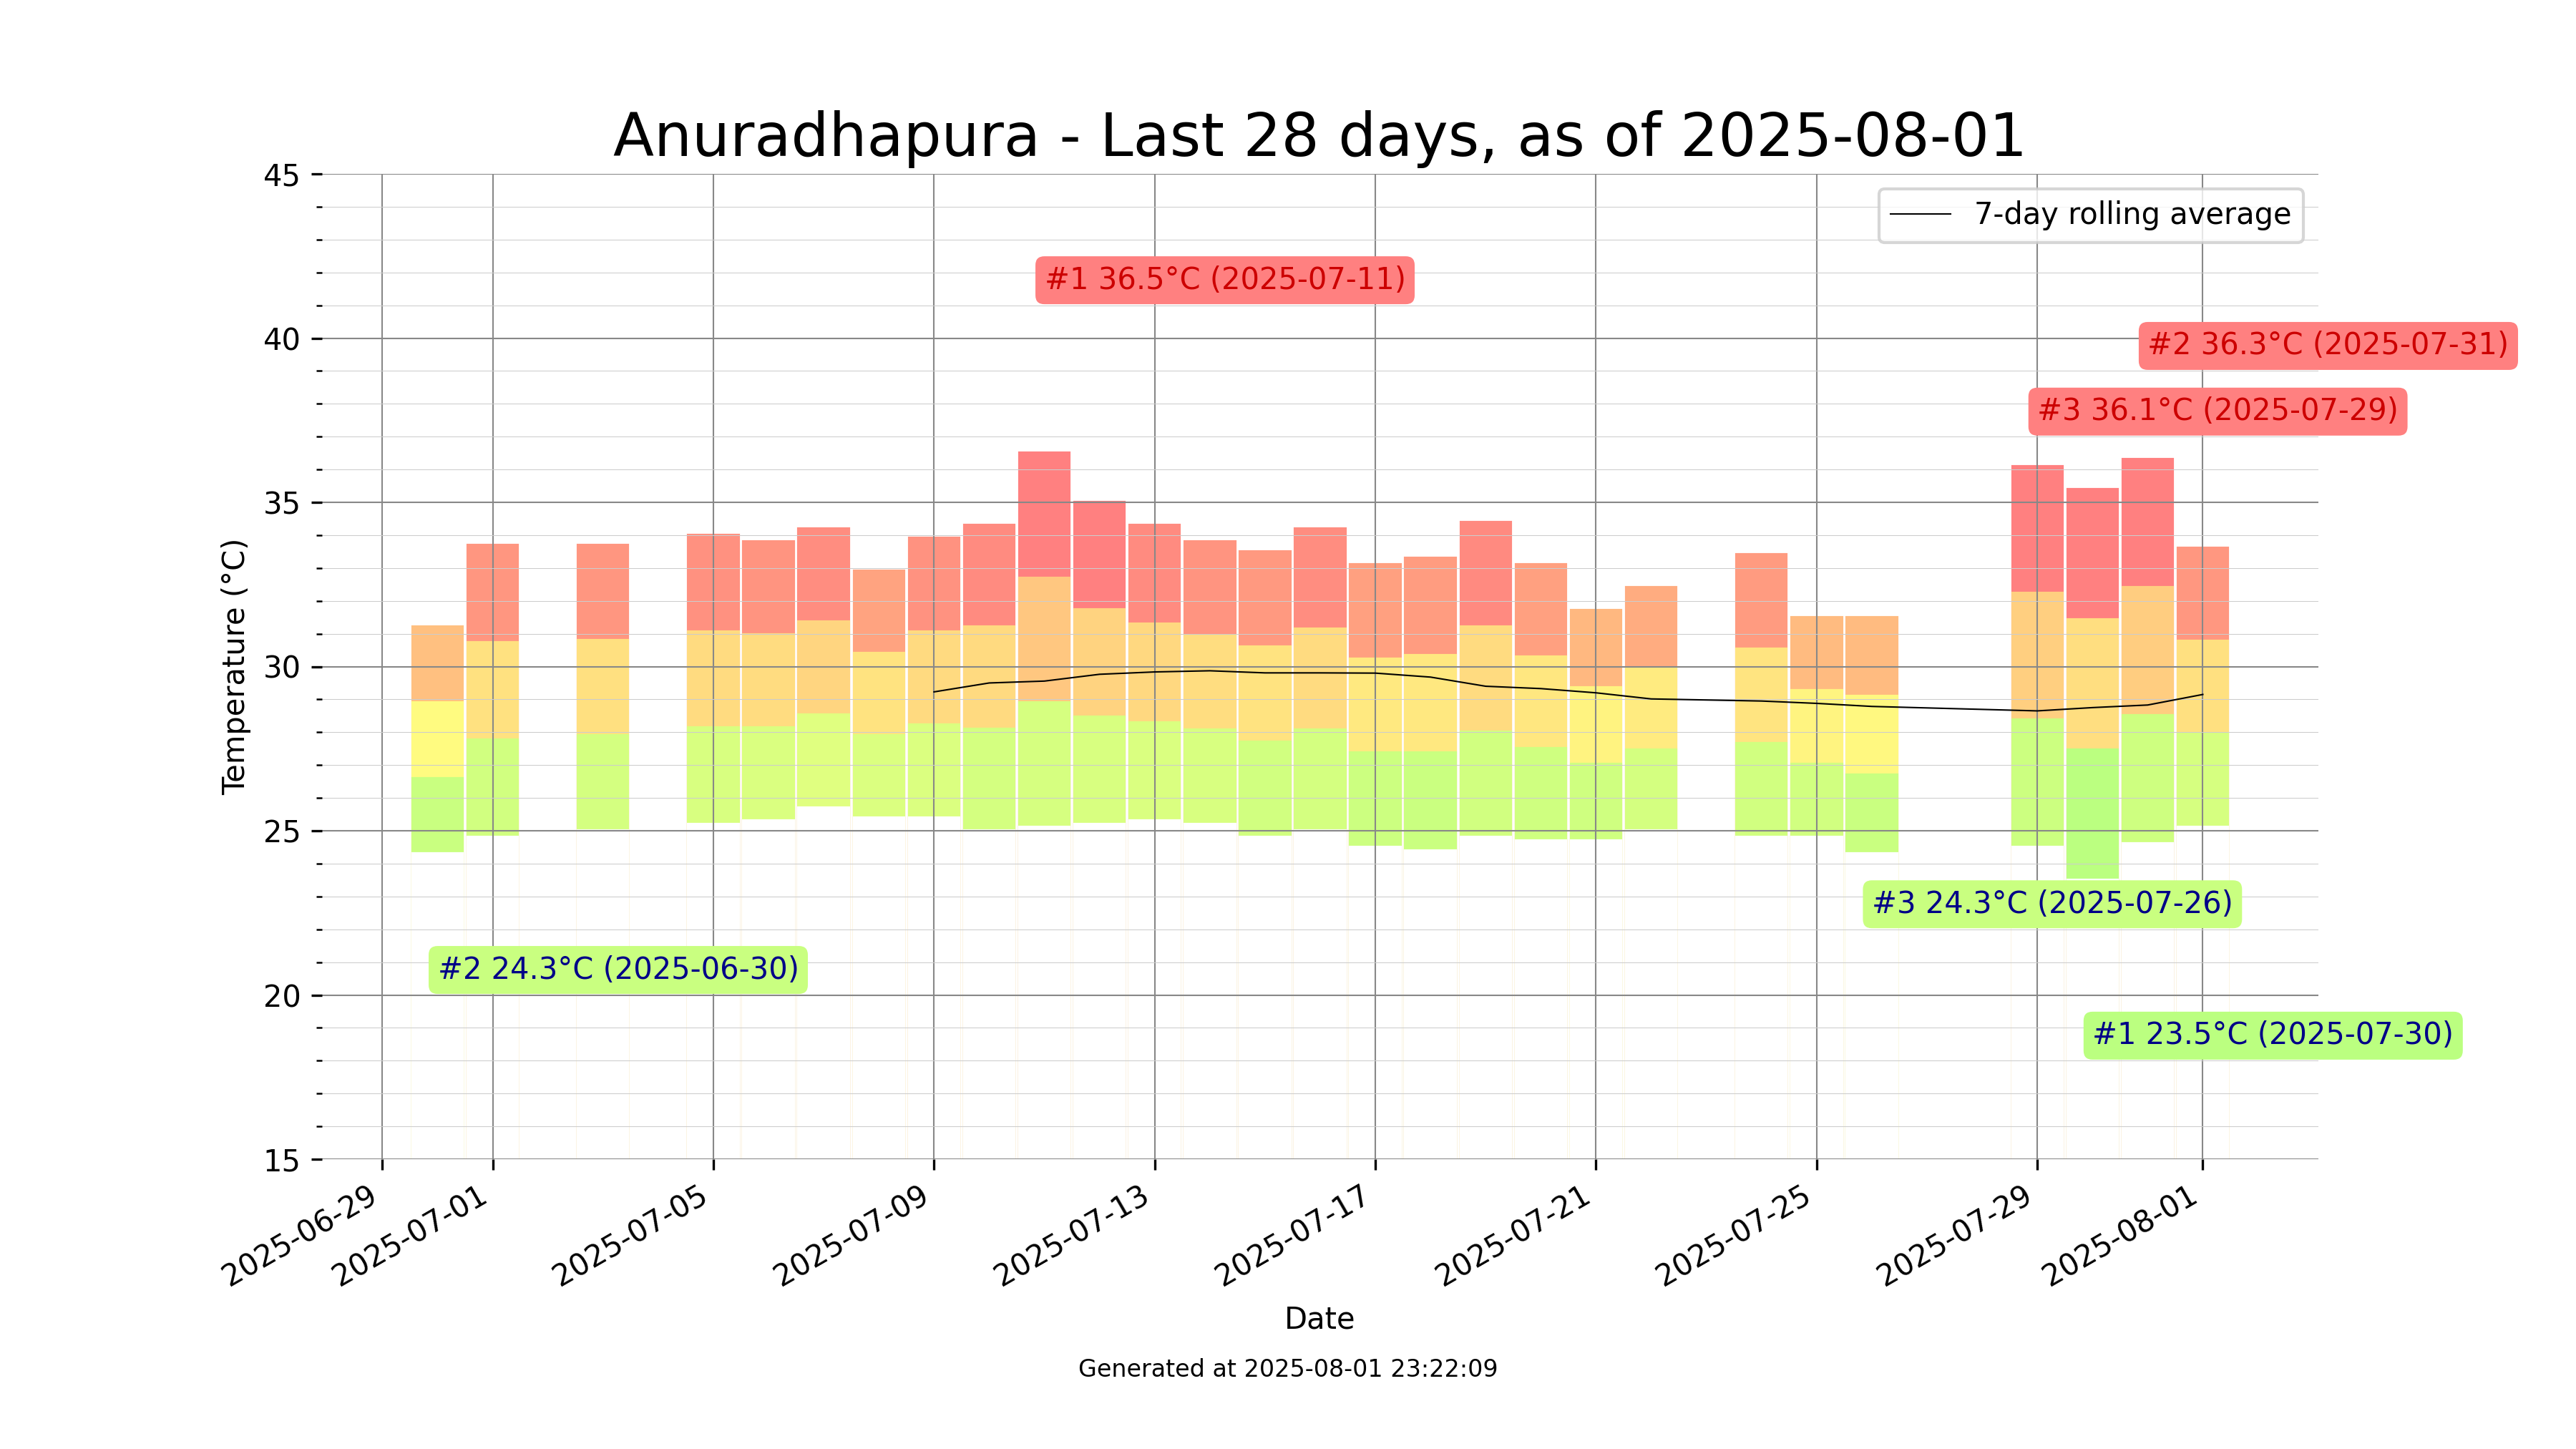 Anuradhapura - Last 28 days, as of 2025-08-01
45
7-day rolling average
#1 36.5°C (2025-07-11)
40
#2 36.3°C (2025-07-31)
#3 36.1°C (2025-07-29)
35
Temperature (°C)
30
25
#3 24.3°C (2025-07-26)
#2 24.3°C (2025-06-30)
20
#1 23.5°C (2025-07-30)
15
2025-06-29
2025-07-01
2025-07-05
2025-07-09
2025-07-13
2025-07-17
2025-07-21
2025-07-25
2025-07-29
2025-08-01
Date
Generated at 2025-08-01 23:22:09